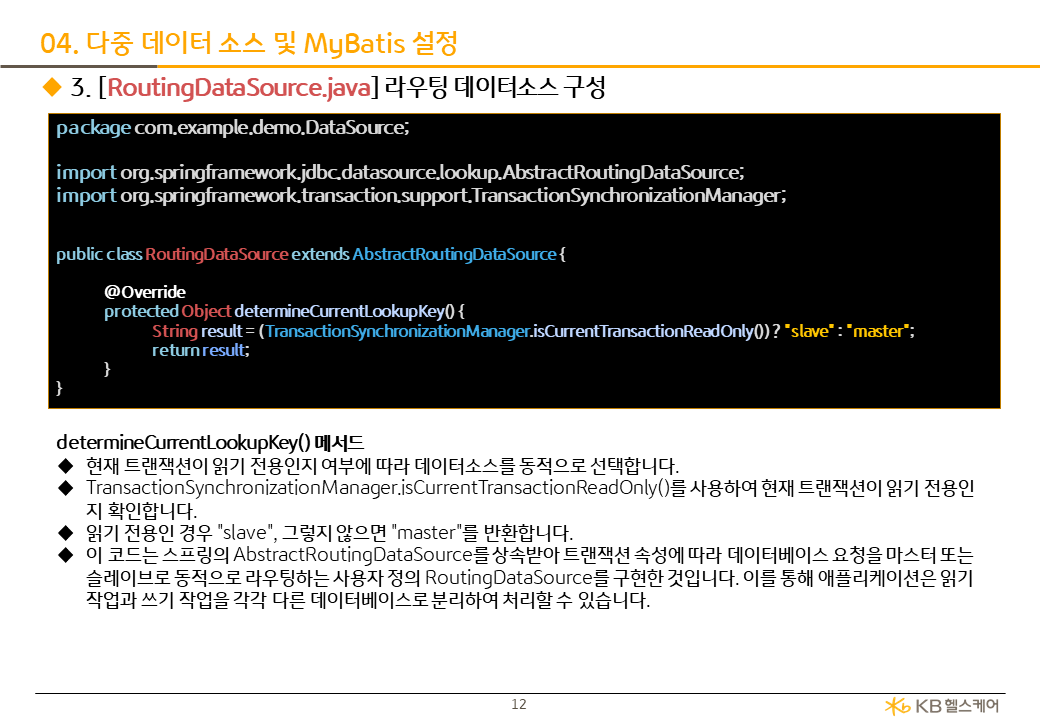 04. 다중 데이터 소스 및 MyBatis 설정
◆ 3. [RoutingDataSource.java] 라우팅 데이터소스 구성
package com.example.demo.DataSource;
import org.springframework.jdbc.datasource.lookup.AbstractRoutingDataSource;
import org.springframework.transaction.support.TransactionSynchronizationManager;
public class RoutingDataSource extends AbstractRoutingDataSource {
@Override
protected Object determineCurrentLookupKey() {
String result = (TransactionSynchronizationManager.isCurrentTransactionReadOnly()) ? "slave" : "master";
return result;
}
}
determineCurrentLookupKey() 메서드
◆ 현재 트랜잭션이 읽기 전용인지 여부에 따라 데이터소스를 동적으로 선택합니다.
◆ TransactionSynchronizationManager.isCurrentTransactionReadOnly()를 사용하여 현재 트랜잭션이 읽기 전용인
지 확인합니다.
◆ 읽기 전용인 경우 "slave", 그렇지 않으면 "master"를 반환합니다.
◆ 이 코드는 스프링의 AbstractRoutingDataSource를 상속받아 트랜잭션 속성에 따라 데이터베이스 요청을 마스터 또는
슬레이브로 동적으로 라우팅하는 사용자 정의 RoutingDataSource를 구현한 것입니다. 이를 통해 애플리케이션은 읽기
작업과 쓰기 작업을 각각 다른 데이터베이스로 분리하여 처리할 수 있습니다.
12
KB헬스케어